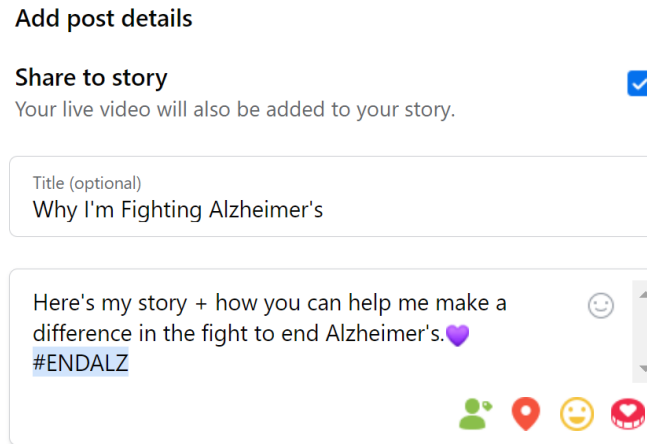 Add post details
Share to story
Your live video will also be added to your story.
Title (optional)
Why I'm Fighting Alzheimer's
Here's my story + how you can help me make a
difference in the fight to end Alzheimer's.💜
#ENDALZ